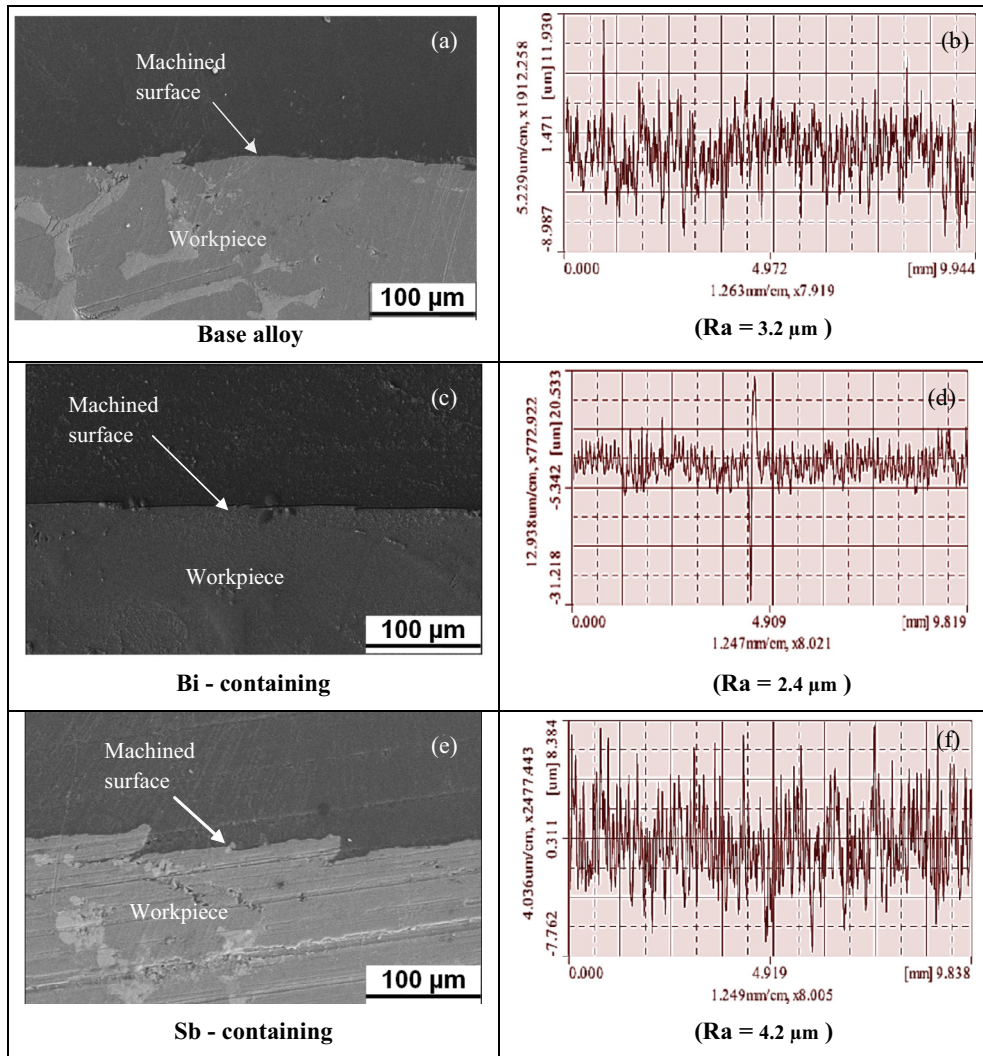 (a)
Machined
surface
Workpiece
100 µm
Base alloy
(b)
5.229um/cm, x1912.258
-8.987 1.471 [um] 11.930
0.000 4.972 [mm] 9.944
1.263mm/cm, x7.919
(Ra = 3.2 µm )
(c)
Machined
surface
Workpiece
100 µm
Bi - containing
(d)
12.938um/cm, x772.922
-31.218 -5.342 [um] 20.533
0.000 4.909 [mm] 9.819
1.247mm/cm, x8.021
(Ra = 2.4 µm )
(e)
Machined
surface
Workpiece
100 µm
Sb - containing
(f)
4.036um/cm, x2477.443
-7.762 0.311 [um] 8.384
0.000 4.919 [mm] 9.838
1.249mm/cm, x8.005
(Ra = 4.2 µm )